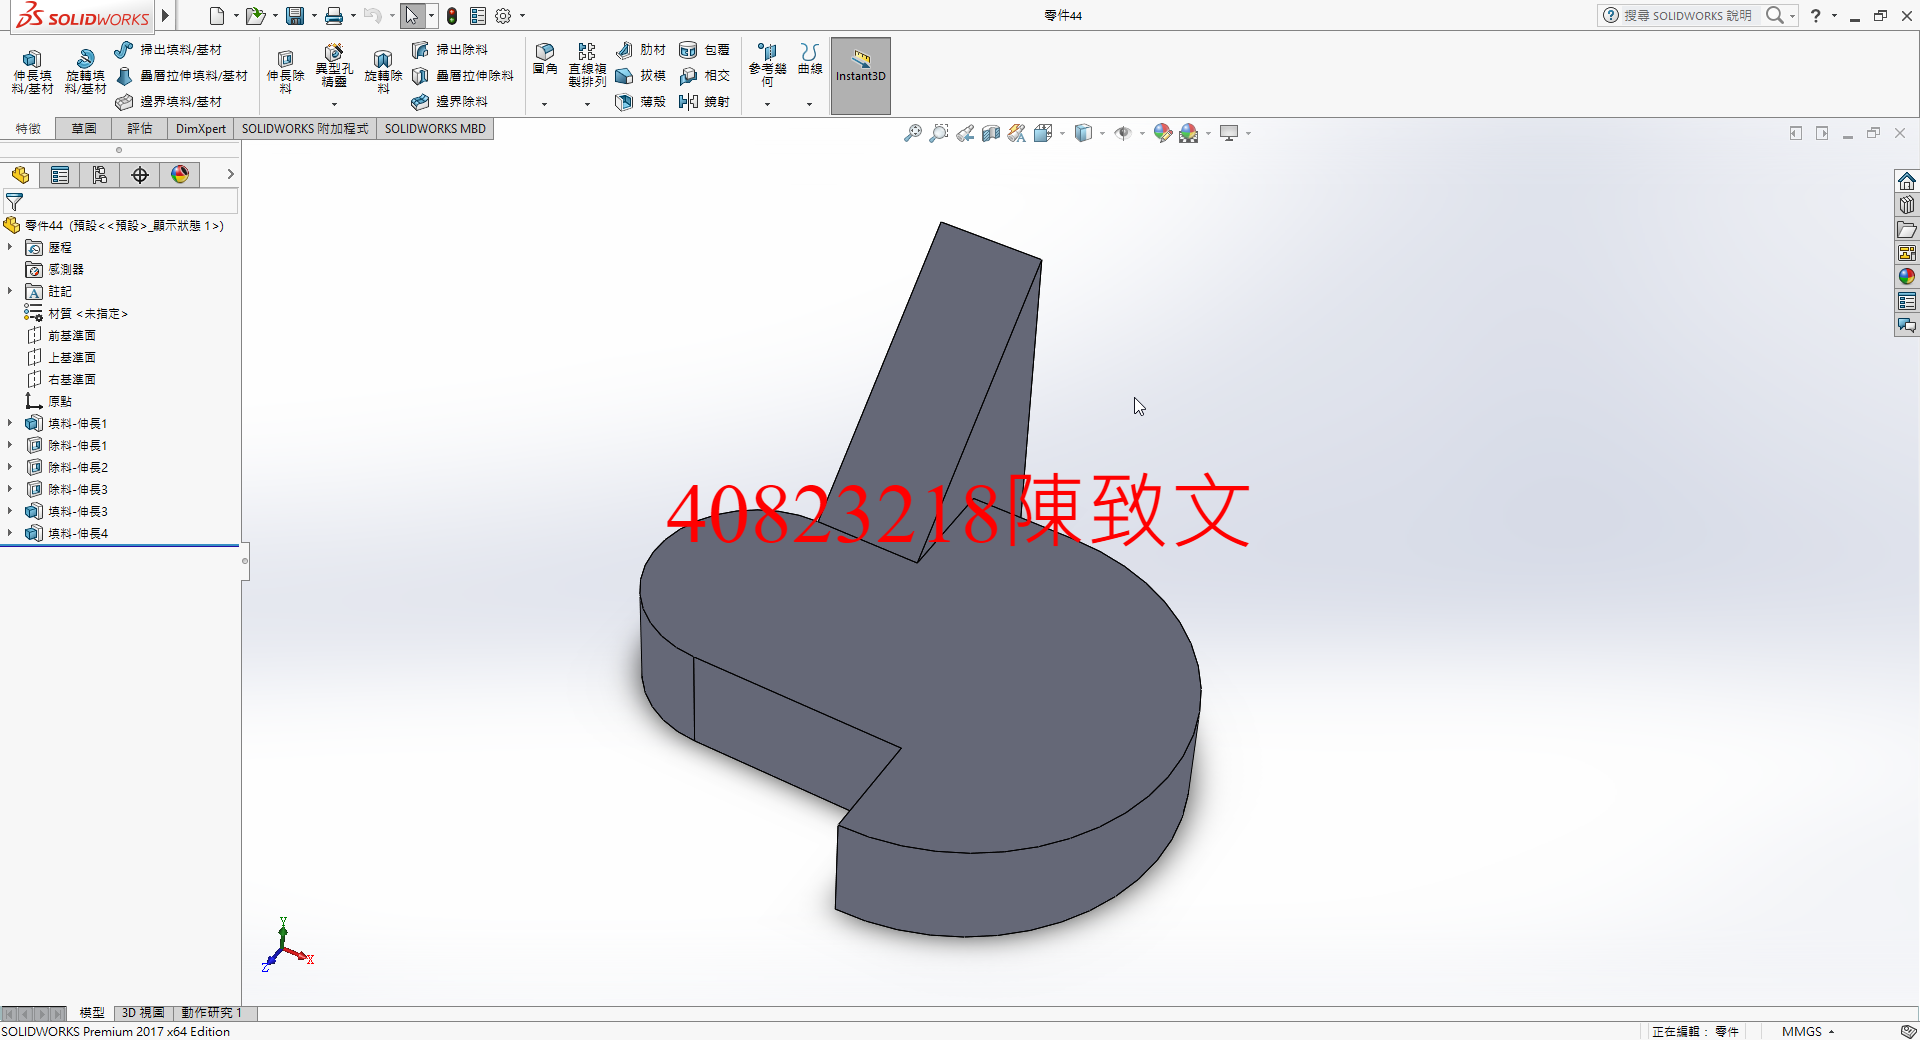 SOLIDWORKS
零件44
搜尋 SOLIDWORKS 說明
伸長填料/基材
旋轉填料/基材
掃出填料/基材
疊層拉伸填料/基材
邊界填料/基材
伸長除料
異型孔精靈
旋轉除料
掃出除料
疊層拉伸除料
邊界除料
圓角
直線複製排列
肋材
拔模
薄殼
包覆
相交
鏡射
參考幾何
曲線
Instant3D
特徵
草圖
評估
DimXpert
SOLIDWORKS 附加程式
SOLIDWORKS MBD
零件44 (預設<<預設>_顯示狀態 1>)
歷程
感測器
註記
材質 <未指定>
前基準面
上基準面
右基準面
原點
填料-伸長1
除料-伸長1
除料-伸長2
除料-伸長3
填料-伸長3
填料-伸長4
40823218陳致文
Y
X
Z
模型
3D 視圖
動作研究 1
SOLIDWORKS Premium 2017 x64 Edition
正在編輯： 零件
MMGS